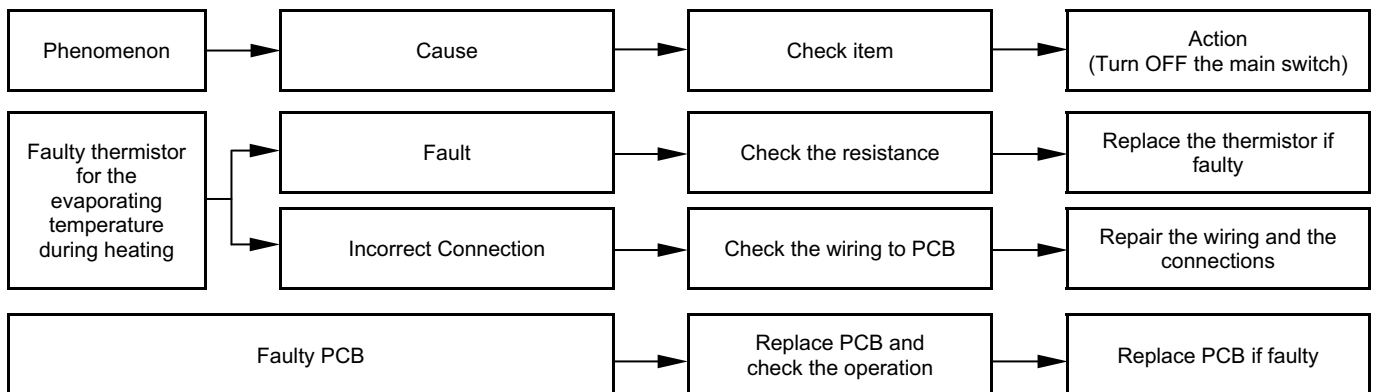 Phenomenon
Cause
Check item
Action
(Turn OFF the main switch)
Faulty thermistor
for the
evaporating
temperature
during heating
Fault
Check the resistance
Replace the thermistor if
faulty
Incorrect Connection
Check the wiring to PCB
Repair the wiring and the
connections
Faulty PCB
Replace PCB and
check the operation
Replace PCB if faulty